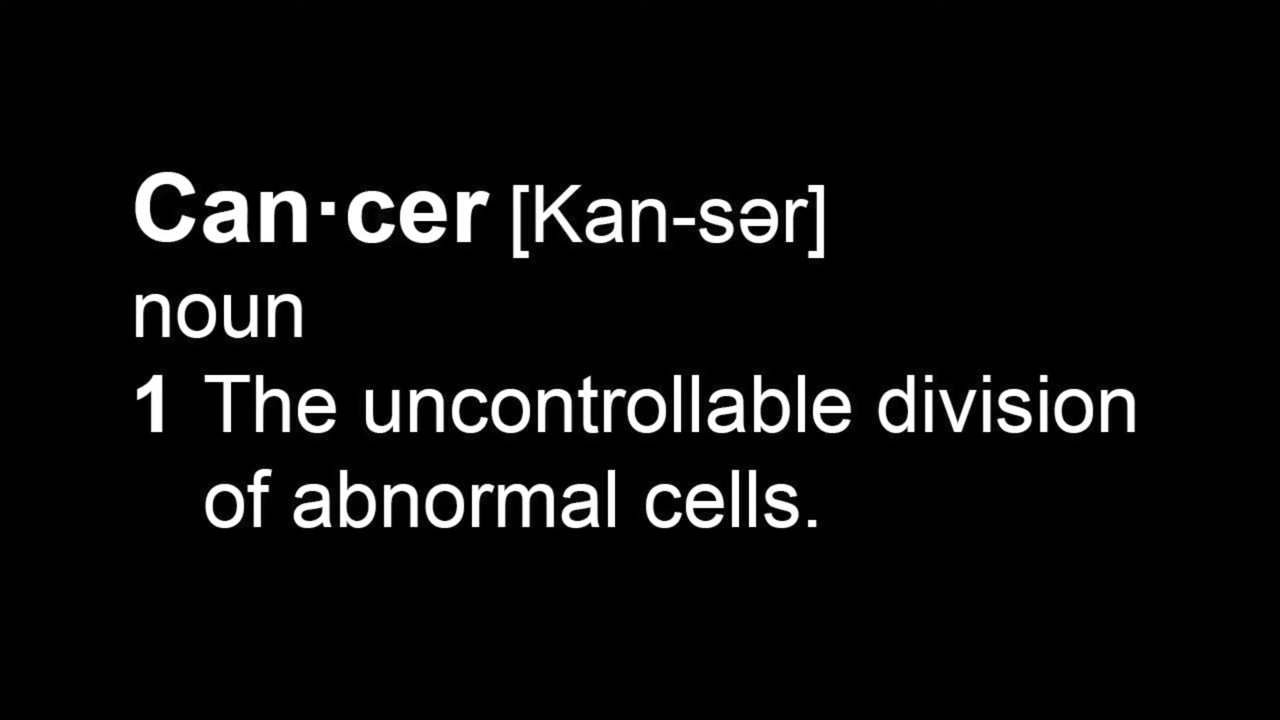 Can·cer [Kan-sər]
noun
1 The uncontrollable division
of abnormal cells.